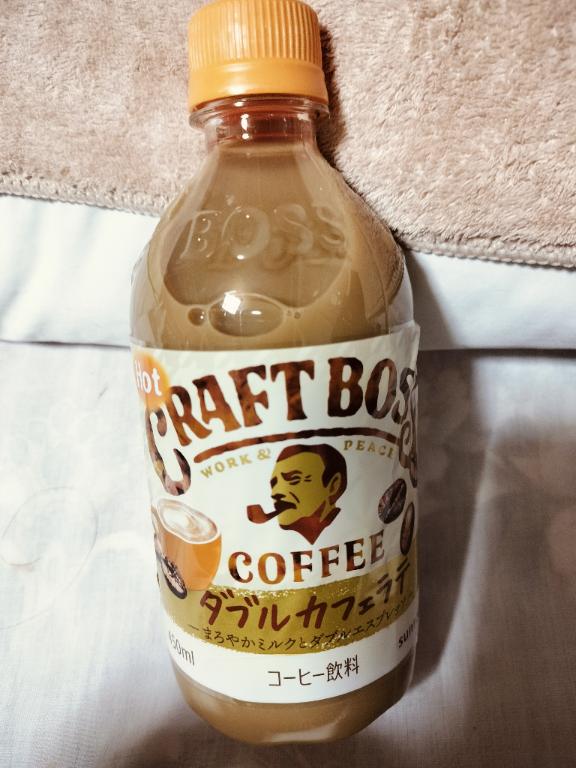 BOSS
Hot
CRAFT BOSS
WORK & PEACE
COFFEE
ダブルカフェラテ
まろやかミルクとダブルエスプレッソ
450ml
コーヒー飲料